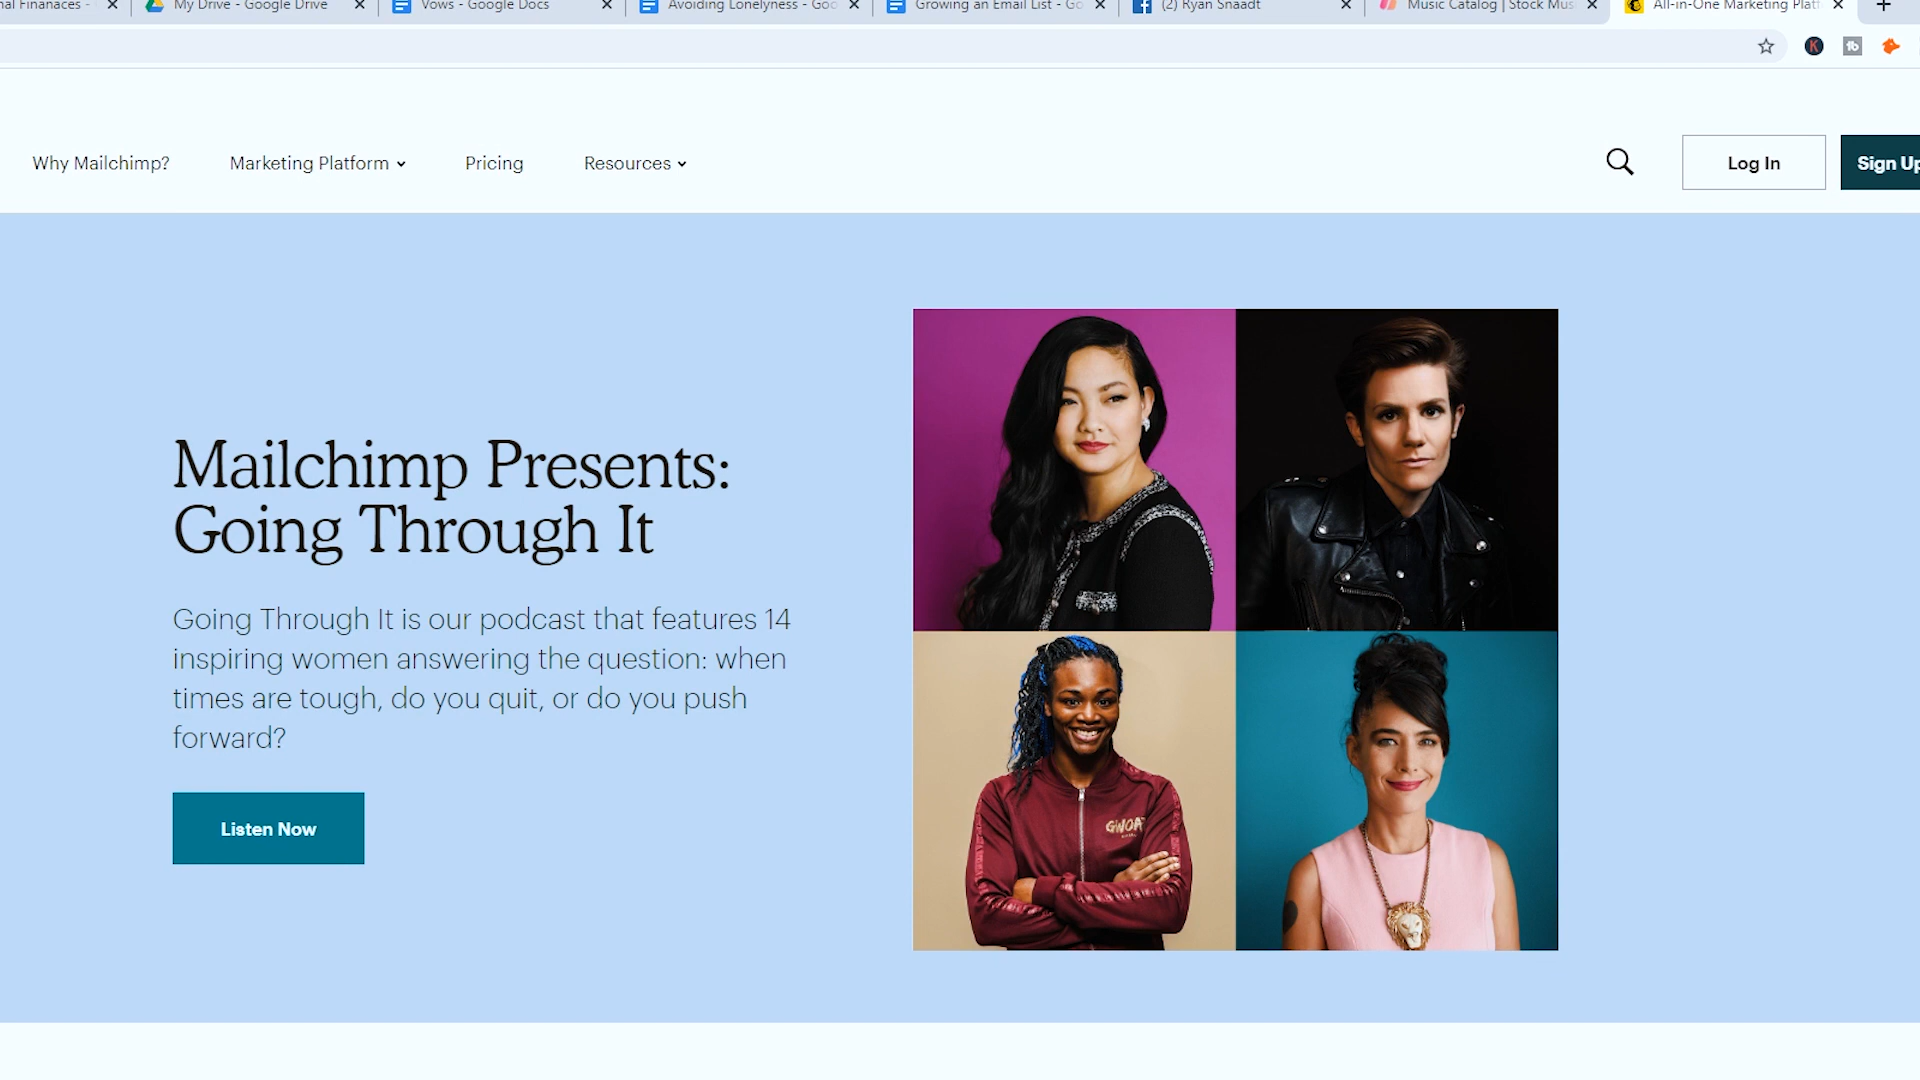 My Drive - Google Drive
Vows - Google Docs
Avoiding Lonelyness - Goo
Growing an Email List - Go
(2) Ryan Snaadt
Music Catalog | Stock Mus
All-in-One Marketing Platf
Why Mailchimp?
Marketing Platform
Pricing
Resources
Log In
Sign Up
Mailchimp Presents:
Going Through It
Going Through It is our podcast that features 14
inspiring women answering the question: when
times are tough, do you quit, or do you push
forward?
Listen Now